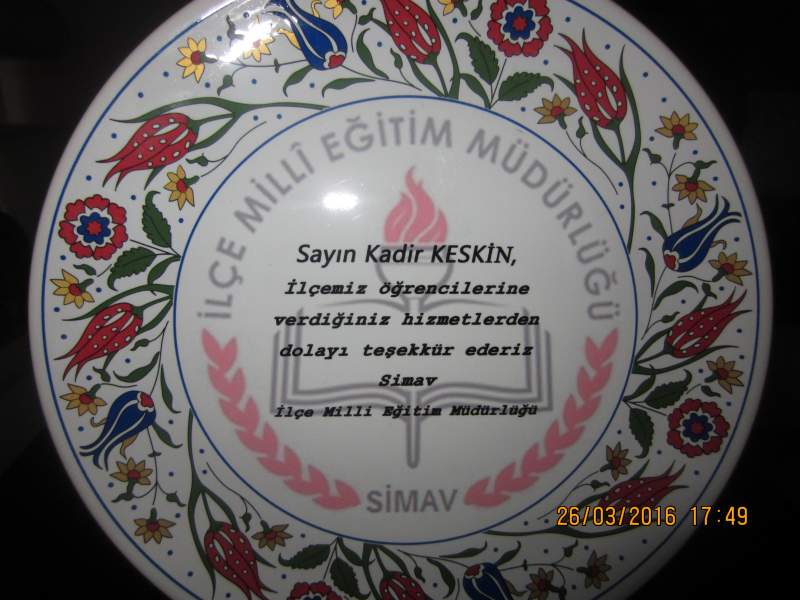 İLÇE MİLLÎ EĞİTİM MÜDÜRLÜĞÜ
Sayın Kadir KESKİN,
İlçemiz öğrencilerine
verdiğiniz hizmetlerden
dolayı teşekkür ederiz
Simav
İlçe Milli Eğitim Müdürlüğü
SİMAV
26/03/2016 17:49